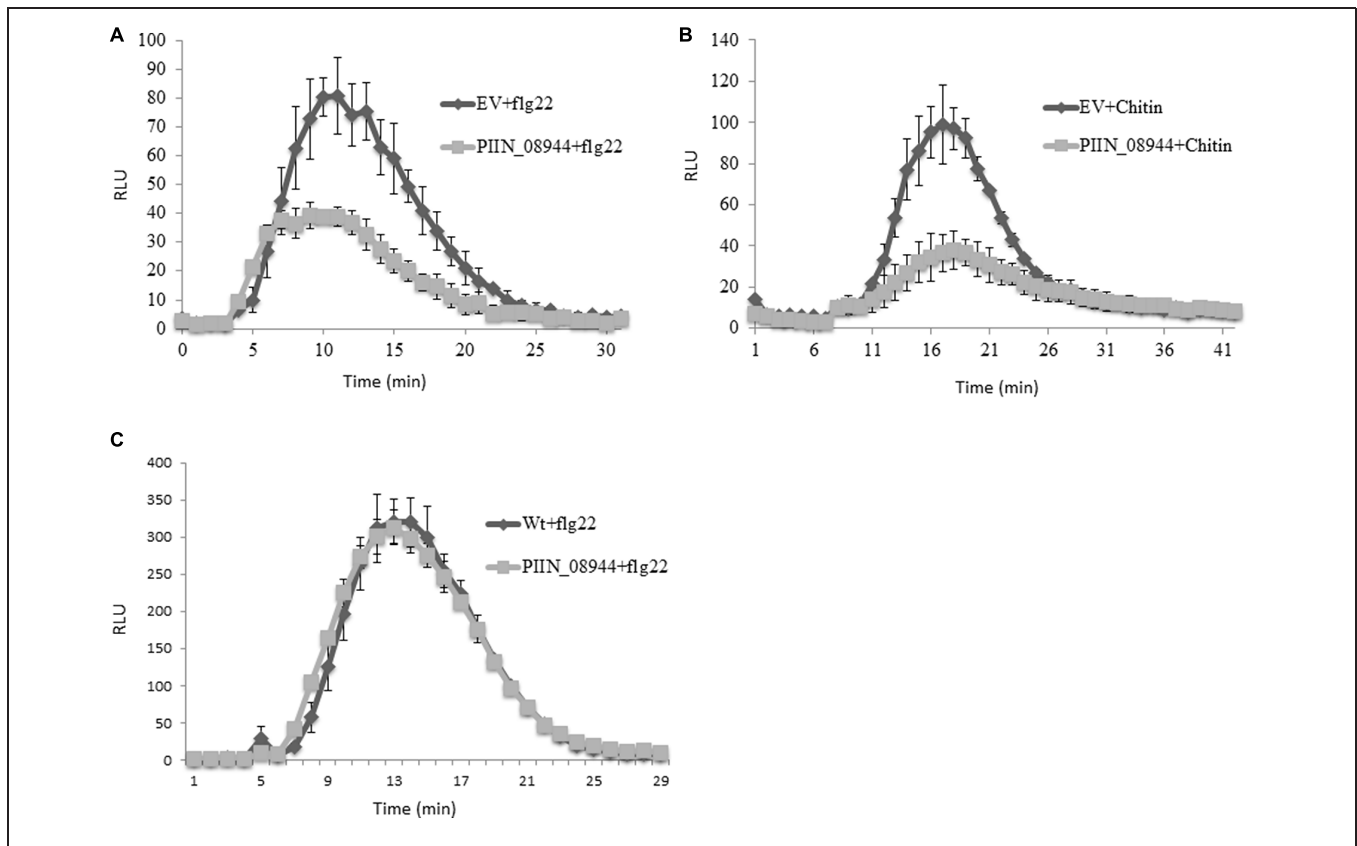 A
100
90
80
70
60
50
40
30
20
10
0
RLU
EV+flg22
PIIN_08944+flg22
0 5 10 15 20 25 30
Time (min)
B
140
120
100
80
60
40
20
0
RLU
EV+Chitin
PIIN_08944+Chitin
1 6 11 16 21 26 31 36 41
Time (min)
C
400
350
300
250
200
150
100
50
0
RLU
Wt+flg22
PIIN_08944+flg22
1 5 9 13 17 21 25 29
Time (min)